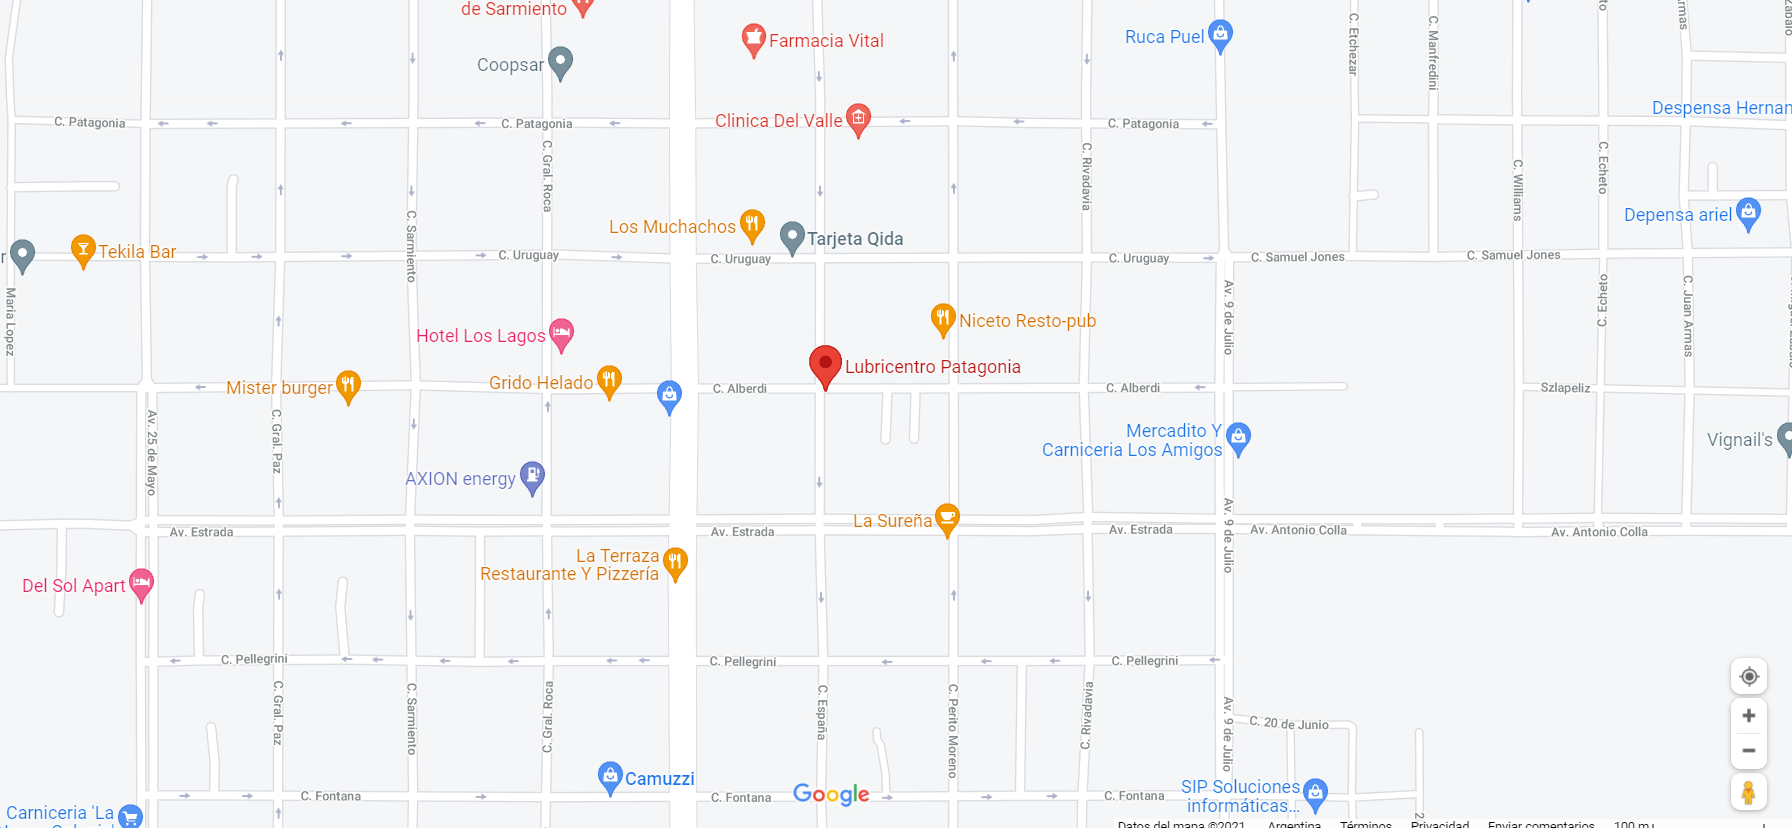 de Sarmiento
Farmacia Vital
Ruca Puel
Coopsar
C. Etchezar
C. Manfredini
Despensa Hernan
C. Patagonia
C. Patagonia
Clinica Del Valle
C. Patagonia
C. Gral. Roca
C. Rivadavia
C. Williams
C. Echeto
Depensa ariel
Los Muchachos
Tarjeta Qida
Tekila Bar
C. Sarmiento
C. Uruguay
C. Uruguay
C. Uruguay
C. Samuel Jones
C. Samuel Jones
Maria Lopez
Av. 9 de Julio
C. Echeto
C. Juan Armas
Hotel Los Lagos
Niceto Resto-pub
Lubricentro Patagonia
Mister burger
Grido Helado
C. Alberdi
C. Alberdi
Szlapeliz
Av. 25 de Mayo
C. Gral. Paz
Mercadito Y
Carniceria Los Amigos
Vignail's
AXION energy
La Sureña
Av. Estrada
Av. Estrada
Av. Estrada
Av. 9 de Julio
Av. Antonio Colla
Av. Antonio Colla
La Terraza
Restaurante Y Pizzería
Del Sol Apart
C. Pellegrini
C. Pellegrini
C. Pellegrini
C. Gral. Paz
C. Sarmiento
C. Gral. Roca
C. España
C. Perito Moreno
C. Rivadavia
Av. 9 de Julio
C. 20 de Junio
Camuzzi
Google
C. Fontana
C. Fontana
C. Fontana
SIP Soluciones
informáticas...
Carniceria 'La
Datos del mapa ©2021
Argentina
Términos
Privacidad
Enviar comentarios
100 m